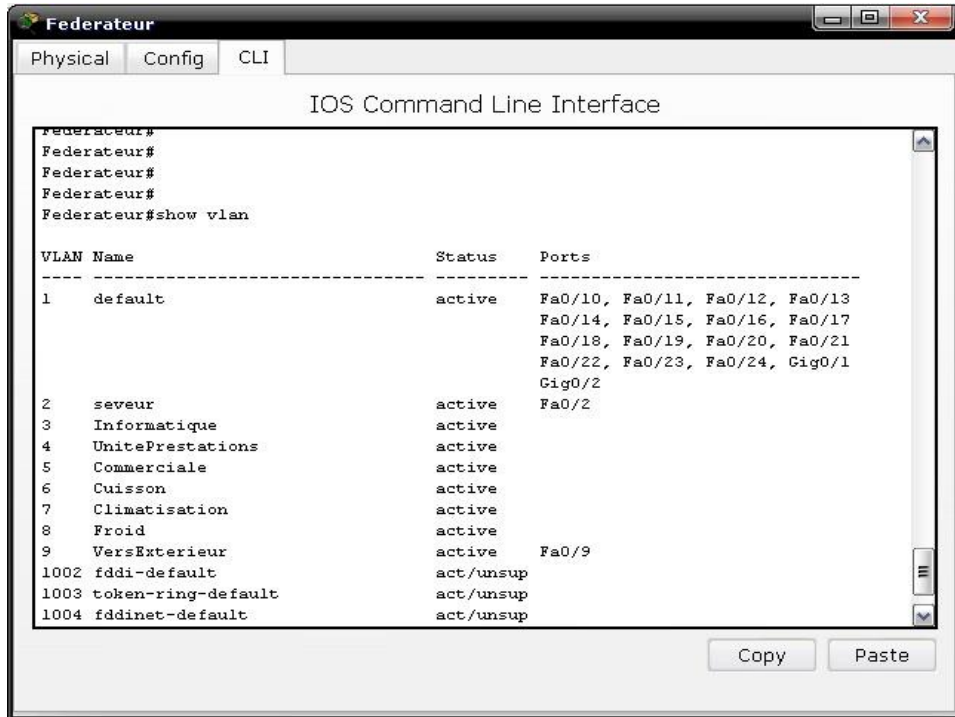 Federateur
Physical Config CLI
IOS Command Line Interface
Federateur#
Federateur#
Federateur#
Federateur#
Federateur#show vlan
VLAN Name Status Ports
---- -------------------------------- --------- -------------------------------
1 default active Fa0/10, Fa0/11, Fa0/12, Fa0/13
Fa0/14, Fa0/15, Fa0/16, Fa0/17
Fa0/18, Fa0/19, Fa0/20, Fa0/21
Fa0/22, Fa0/23, Fa0/24, Gig0/1
Gig0/2
2 seveur active Fa0/2
3 Informatique active
4 UnitePrestations active
5 Commerciale active
6 Cuisson active
7 Climatisation active
8 Froid active
9 VersExterieur active Fa0/9
1002 fddi-default act/unsup
1003 token-ring-default act/unsup
1004 fddinet-default act/unsup
Copy Paste